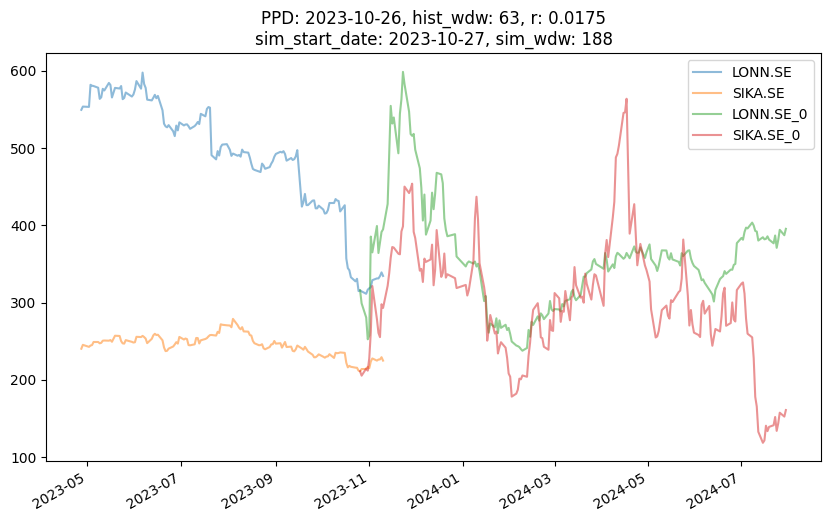 PPD: 2023-10-26, hist_wdw: 63, r: 0.0175
sim_start_date: 2023-10-27, sim_wdw: 188
LONN.SE
SIKA.SE
LONN.SE_0
SIKA.SE_0
600
500
400
300
200
100
2023-05
2023-07
2023-09
2023-11
2024-01
2024-03
2024-05
2024-07